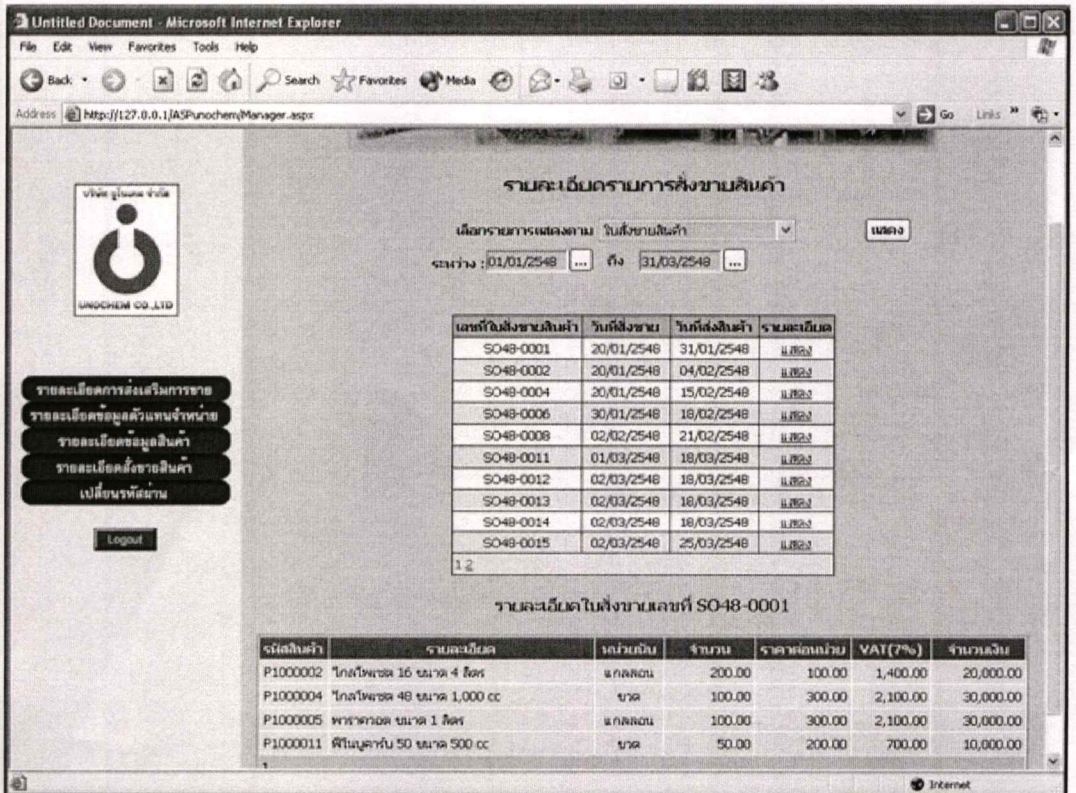 Untitled Document - Microsoft Internet Explorer
File Edit View Favorites Tools Help
Back Search Favorites Media
Address http://127.0.0.1/ASPunochem/Manager.aspx Go Links »
บริษัท ยูโนเคม จำกัด
UNOCHEM CO.,LTD
รายละเอียดการส่งเสริมการขาย
รายละเอียดข้อมูลตัวแทนจำหน่าย
รายละเอียดข้อมูลสินค้า
รายละเอียดสั่งขายสินค้า
เปลี่ยนรหัสผ่าน
Logout
รายละเอียดรายการสั่งขายสินค้า
เลือกรายการแสดงตาม ใบสั่งขายสินค้า แสดง
ระหว่าง : 01/01/2548 ... ถึง 31/03/2548 ...
เลขที่ใบสั่งขายสินค้า วันที่สั่งขาย วันที่ส่งสินค้า รายละเอียด
SO48-0001 20/01/2548 31/01/2548 แสดง
SO48-0002 20/01/2548 04/02/2548 แสดง
SO48-0004 20/01/2548 15/02/2548 แสดง
SO48-0006 30/01/2548 18/02/2548 แสดง
SO48-0008 02/02/2548 21/02/2548 แสดง
SO48-0011 01/03/2548 18/03/2548 แสดง
SO48-0012 02/03/2548 18/03/2548 แสดง
SO48-0013 02/03/2548 18/03/2548 แสดง
SO48-0014 02/03/2548 18/03/2548 แสดง
SO48-0015 02/03/2548 25/03/2548 แสดง
1 2
รายละเอียดใบสั่งขายเลขที่ SO48-0001
รหัสสินค้า รายละเอียด หน่วยนับ จำนวน ราคาต่อหน่วย VAT(7%) จำนวนเงิน
P1000002 ไกลโพเซต 16 ขนาด 4 ลิตร แกลลอน 200.00 100.00 1,400.00 20,000.00
P1000004 ไกลโพเซต 48 ขนาด 1,000 cc ขวด 100.00 300.00 2,100.00 30,000.00
P1000005 พาราควอต ขนาด 1 ลิตร แกลลอน 100.00 300.00 2,100.00 30,000.00
P1000011 ฟีโนบูคาร์บ 50 ขนาด 500 cc ขวด 50.00 200.00 700.00 10,000.00
1
Internet